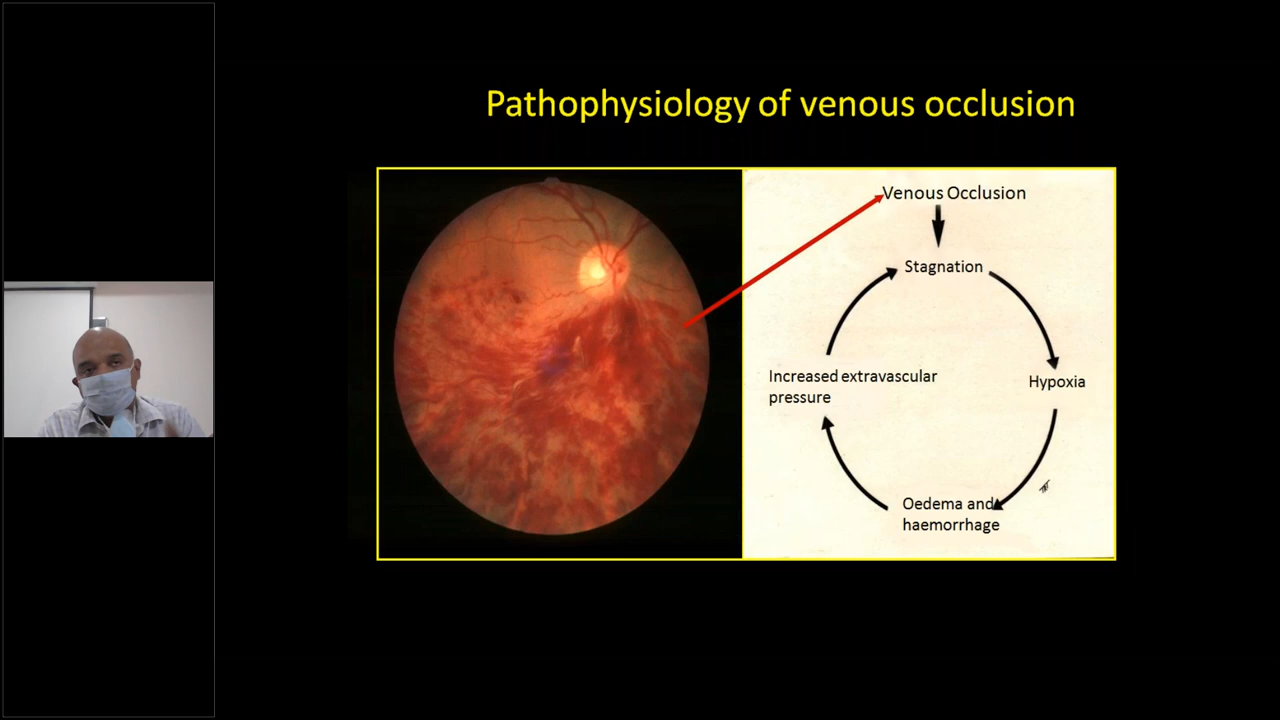 Pathophysiology of venous occlusion
Venous Occlusion
Stagnation
Hypoxia
Oedema and
haemorrhage
Increased extravascular
pressure